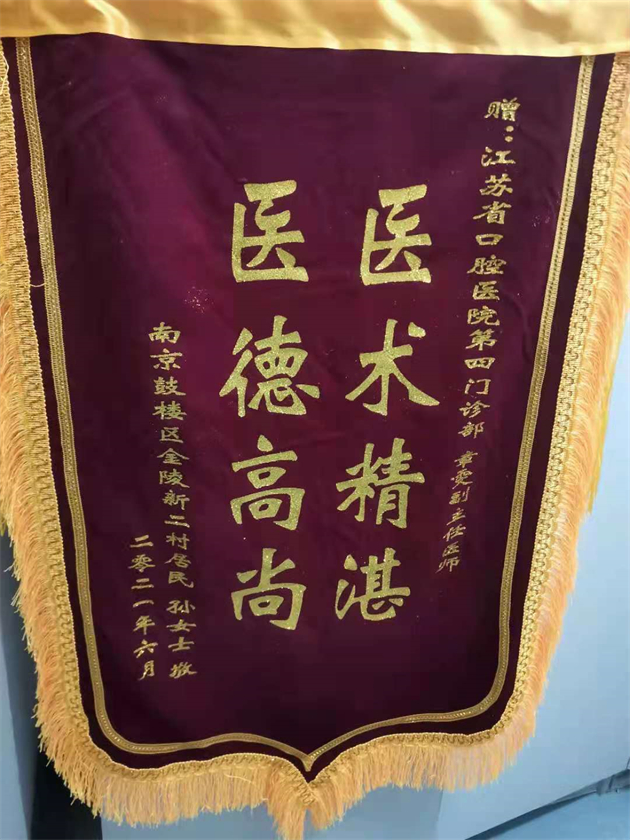 赠：江苏省口腔医院第四门诊部 章雯副主任医师
医术精湛
医德高尚
南京鼓楼区金陵新二村居民 孙女士 敬
二零二一年六月